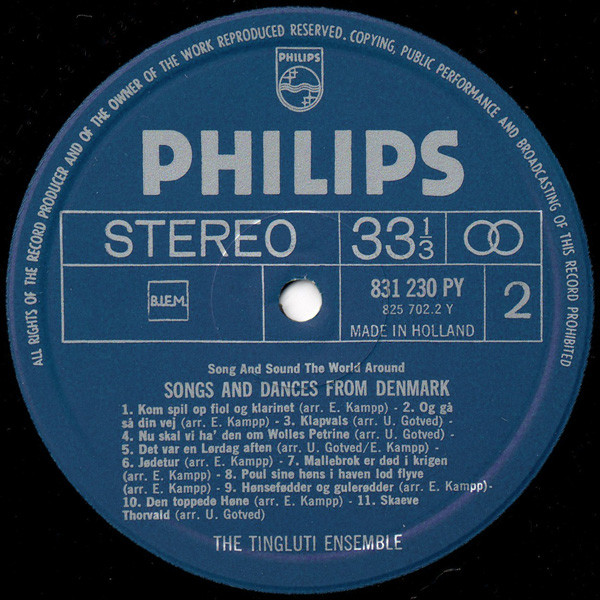 ALL RIGHTS OF THE RECORD PRODUCER AND OF THE OWNER OF THE WORK REPRODUCED RESERVED. COPYING, PUBLIC PERFORMANCE AND BROADCASTING OF THIS RECORD PROHIBITED
PHILIPS
PHILIPS
STEREO 33 1/3
B.I.E.M. 831 230 PY 2
825 702.2 Y
MADE IN HOLLAND
Song And Sound The World Around
SONGS AND DANCES FROM DENMARK
1. Kom spil op fiol og klarinet (arr. E. Kampp) - 2. Og gå
så din vej (arr. E. Kampp) - 3. Klapvals (arr. U. Gotved) -
4. Nu skal vi ha' den om Wolles Petrine (arr. U. Gotved) -
5. Det var en Lørdag aften (arr. U. Gotved/E. Kampp) -
6. Jødetur (arr. E. Kampp) - 7. Mallebrok er død i krigen
(arr. E. Kampp) - 8. Poul sine høns i haven lod flyve
(arr. E. Kampp) - 9. Hønsefødder og gulerødder (arr. E. Kampp)-
10. Den toppede Høne (arr. E. Kampp) - 11. Skaeve
Thorvald (arr. U. Gotved)
THE TINGLUTI ENSEMBLE